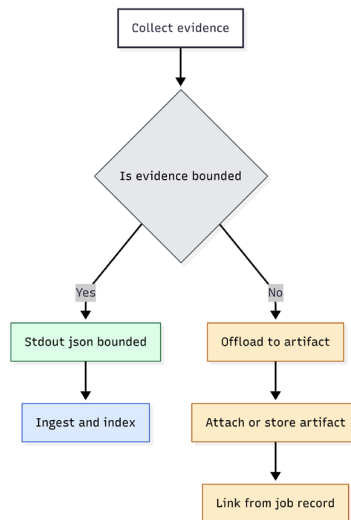 Collect evidence
Is evidence bounded
Yes
No
Stdout json bounded
Offload to artifact
Ingest and index
Attach or store artifact
Link from job record